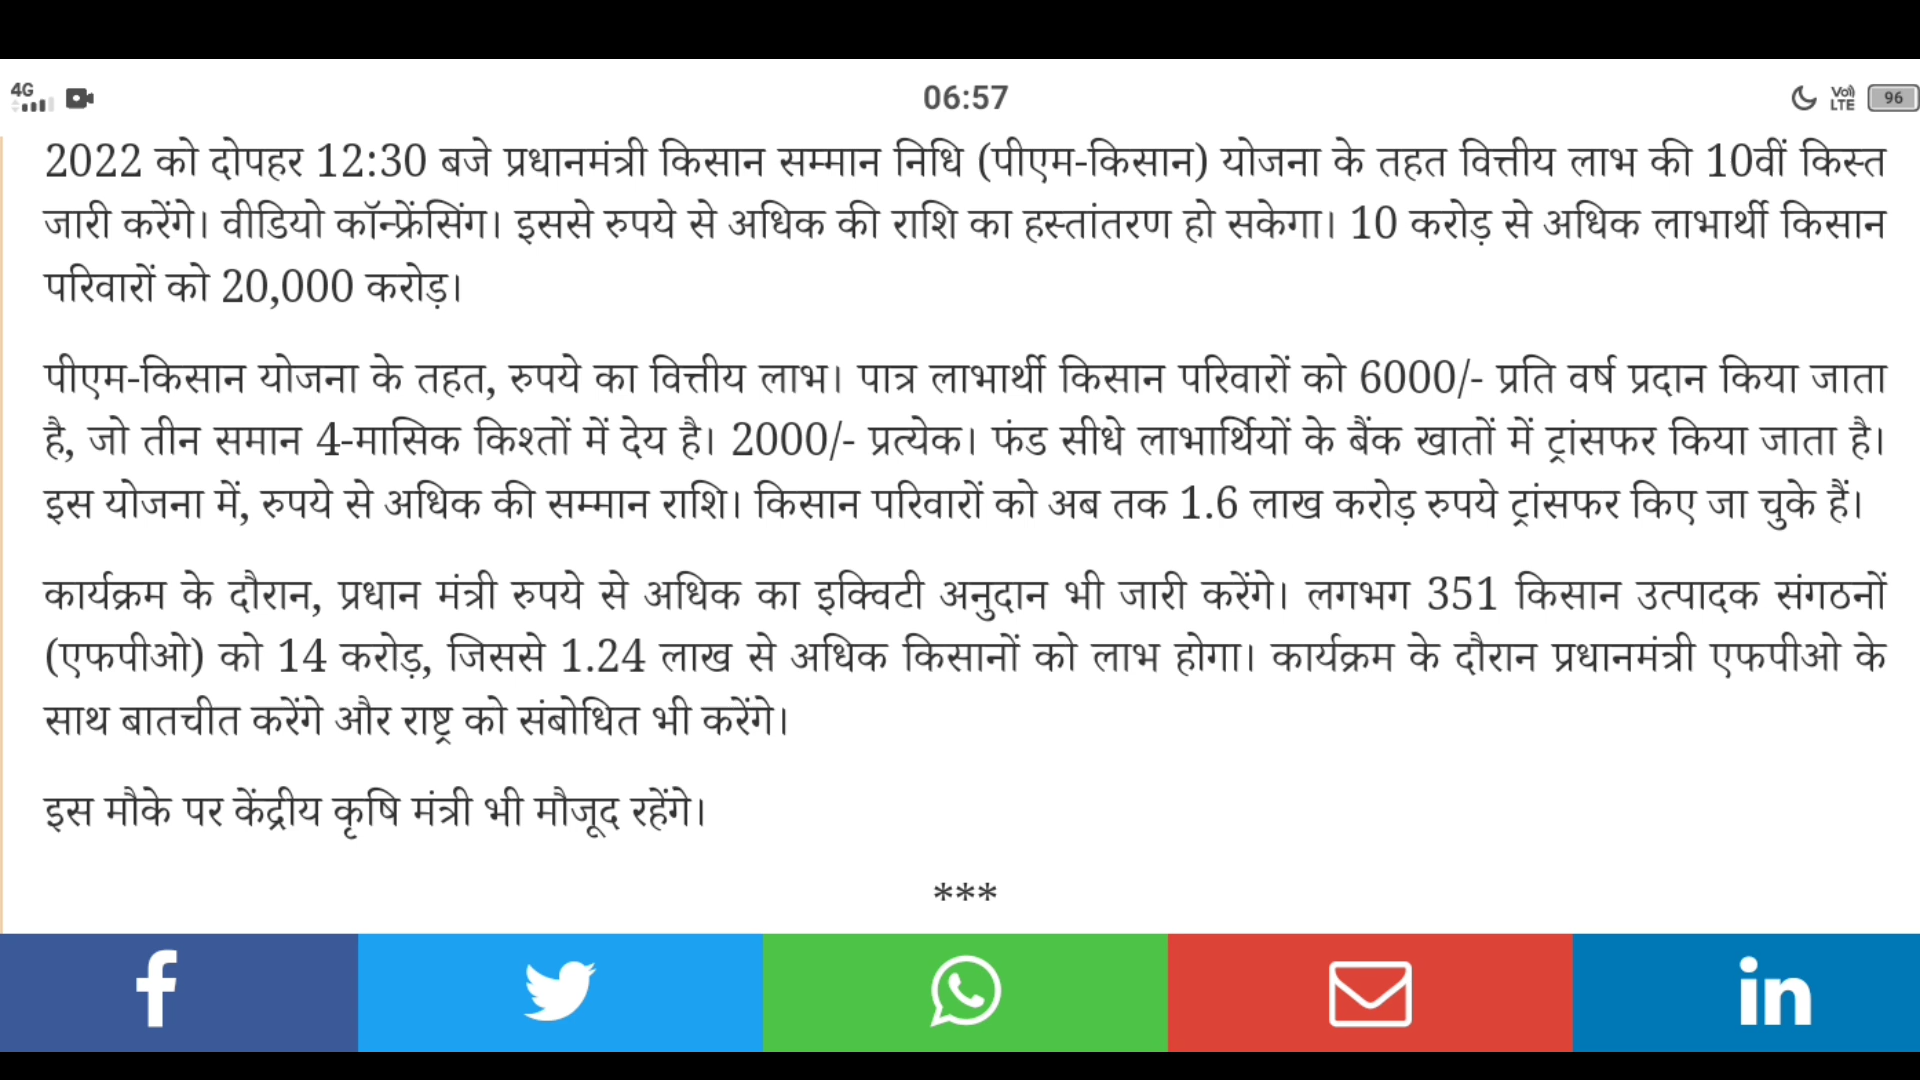 4G
06:57
VoLTE
96
2022 को दोपहर 12:30 बजे प्रधानमंत्री किसान सम्मान निधि (पीएम-किसान) योजना के तहत वित्तीय लाभ की 10वीं किस्त
जारी करेंगे। वीडियो कॉन्फ्रेंसिंग। इससे रुपये से अधिक की राशि का हस्तांतरण हो सकेगा। 10 करोड़ से अधिक लाभार्थी किसान
परिवारों को 20,000 करोड़।
पीएम-किसान योजना के तहत, रुपये का वित्तीय लाभ। पात्र लाभार्थी किसान परिवारों को 6000/- प्रति वर्ष प्रदान किया जाता
है, जो तीन समान 4-मासिक किश्तों में देय है। 2000/- प्रत्येक। फंड सीधे लाभार्थियों के बैंक खातों में ट्रांसफर किया जाता है।
इस योजना में, रुपये से अधिक की सम्मान राशि। किसान परिवारों को अब तक 1.6 लाख करोड़ रुपये ट्रांसफर किए जा चुके हैं।
कार्यक्रम के दौरान, प्रधान मंत्री रुपये से अधिक का इक्विटी अनुदान भी जारी करेंगे। लगभग 351 किसान उत्पादक संगठनों
(एफपीओ) को 14 करोड़, जिससे 1.24 लाख से अधिक किसानों को लाभ होगा। कार्यक्रम के दौरान प्रधानमंत्री एफपीओ के
साथ बातचीत करेंगे और राष्ट्र को संबोधित भी करेंगे।
इस मौके पर केंद्रीय कृषि मंत्री भी मौजूद रहेंगे।
***